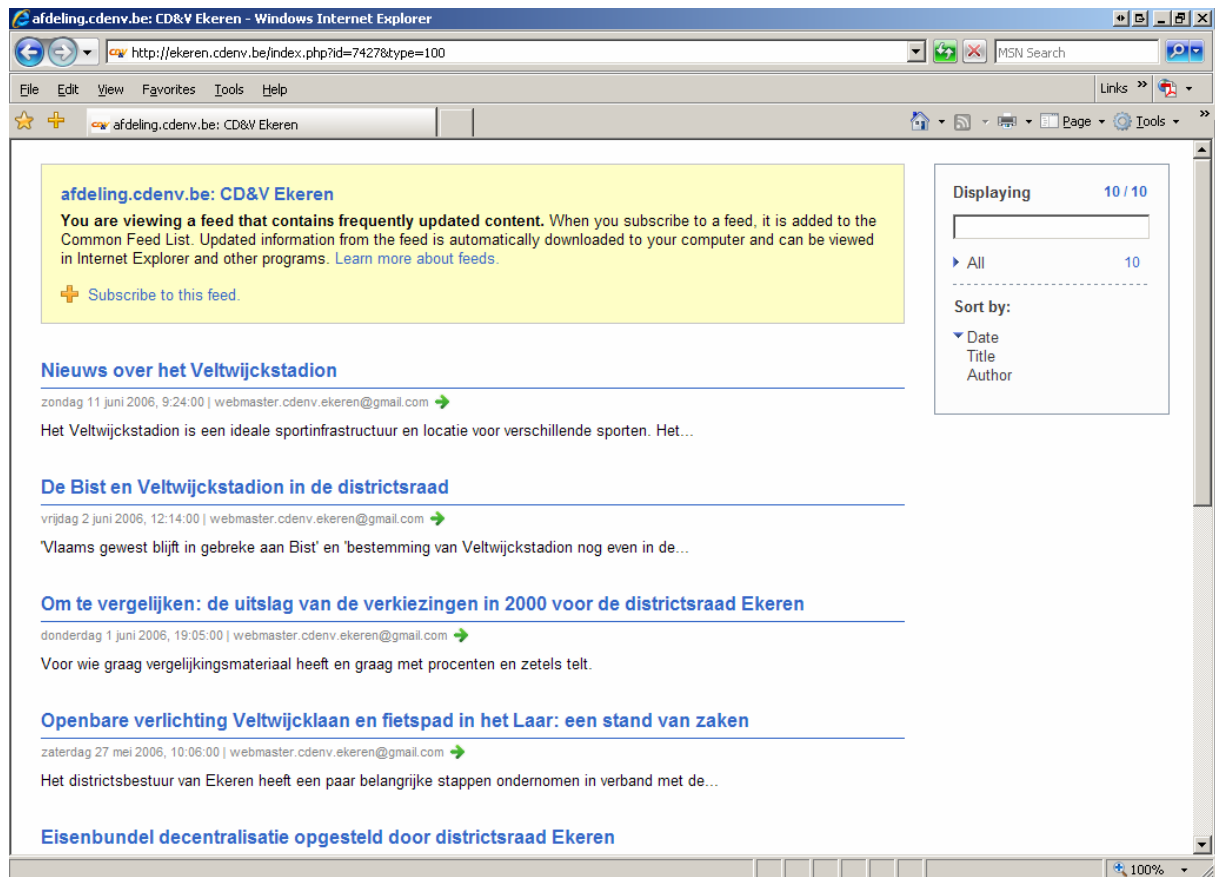 afdeling.cdenv.be: CD&V Ekeren - Windows Internet Explorer
http://ekeren.cdenv.be/index.php?id=7427&type=100
MSN Search
File Edit View Favorites Tools Help
Links »
afdeling.cdenv.be: CD&V Ekeren
Page Tools »
afdeling.cdenv.be: CD&V Ekeren
You are viewing a feed that contains frequently updated content. When you subscribe to a feed, it is added to the
Common Feed List. Updated information from the feed is automatically downloaded to your computer and can be viewed
in Internet Explorer and other programs. Learn more about feeds.
Subscribe to this feed.
Displaying 10 / 10
All 10
Sort by:
Date
Title
Author
Nieuws over het Veltwijckstadion
zondag 11 juni 2006, 9:24:00 | webmaster.cdenv.ekeren@gmail.com
Het Veltwijckstadion is een ideale sportinfrastructuur en locatie voor verschillende sporten. Het...
De Bist en Veltwijckstadion in de districtsraad
vrijdag 2 juni 2006, 12:14:00 | webmaster.cdenv.ekeren@gmail.com
'Vlaams gewest blijft in gebreke aan Bist' en 'bestemming van Veltwijckstadion nog even in de...
Om te vergelijken: de uitslag van de verkiezingen in 2000 voor de districtsraad Ekeren
donderdag 1 juni 2006, 19:05:00 | webmaster.cdenv.ekeren@gmail.com
Voor wie graag vergelijkingsmateriaal heeft en graag met procenten en zetels telt.
Openbare verlichting Veltwijcklaan en fietspad in het Laar: een stand van zaken
zaterdag 27 mei 2006, 10:06:00 | webmaster.cdenv.ekeren@gmail.com
Het districtsbestuur van Ekeren heeft een paar belangrijke stappen ondernomen in verband met de...
Eisenbundel decentralisatie opgesteld door districtsraad Ekeren
100%